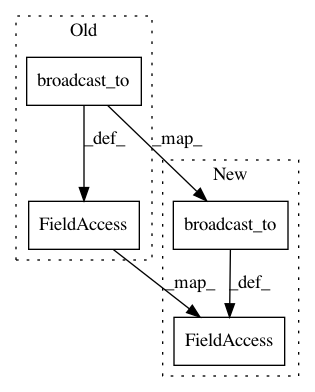 Old
broadcast_to
_def_
_map_
New
FieldAccess
broadcast_to
_map_
_def_
FieldAccess